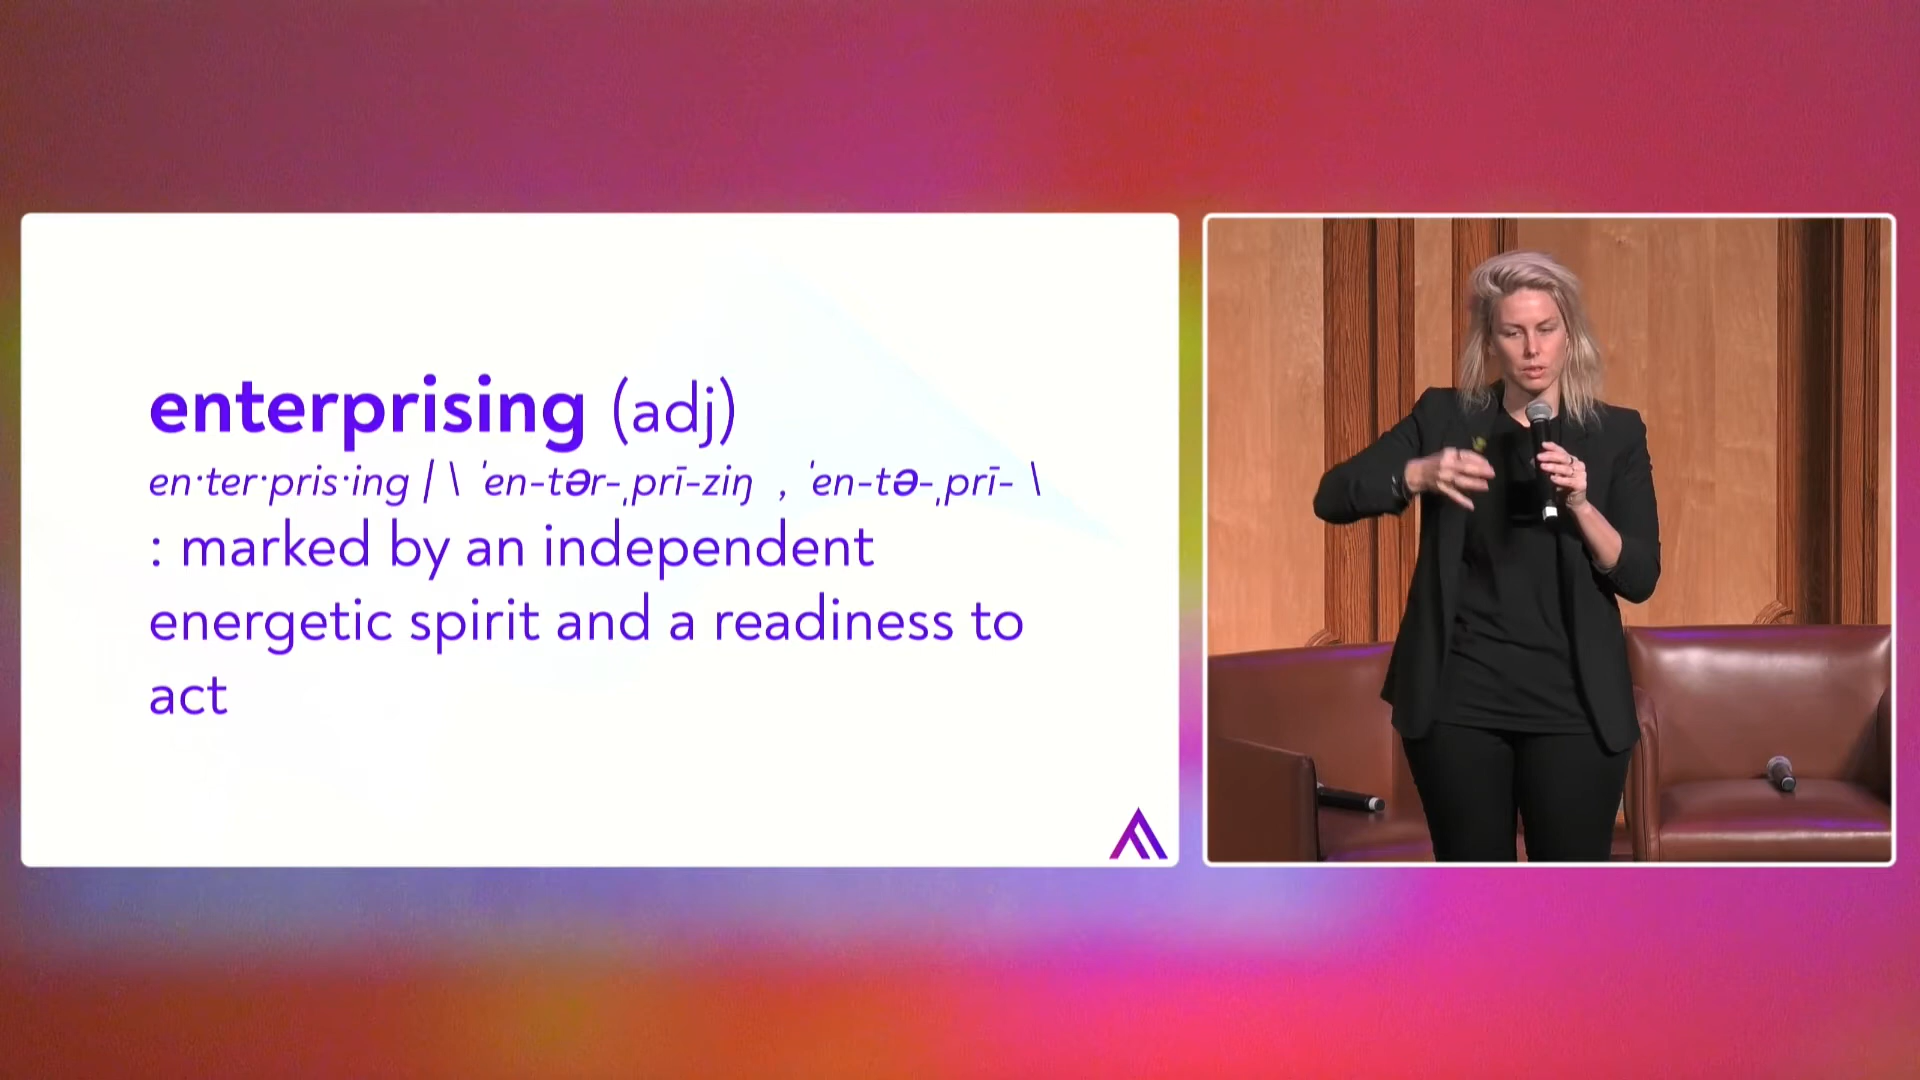 enterprising (adj)
en·ter·pris·ing | \ ˈen-tər-ˌprī-ziŋ , ˈen-tə-ˌprī- \
: marked by an independent
energetic spirit and a readiness to
act